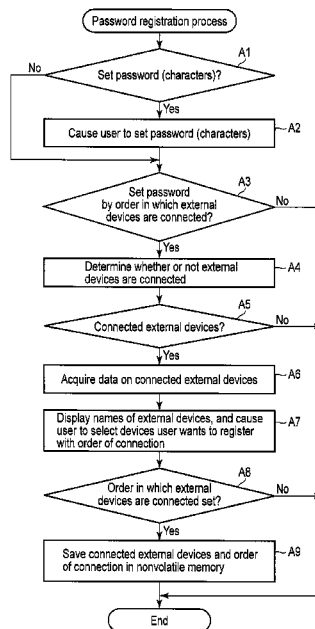 Password registration process
A1
No
Set password (characters)?
Yes
A2
Cause user to set password (characters)
A3
Set password
by order in which external
devices are connected?
No
Yes
A4
Determine whether or not external
devices are connected
A5
Connected external devices?
No
Yes
A6
Acquire data on connected external devices
A7
Display names of external devices, and cause
user to select devices user wants to register
with order of connection
A8
Order in which external
devices are connected set?
No
Yes
A9
Save connected external devices and order
of connection in nonvolatile memory
End